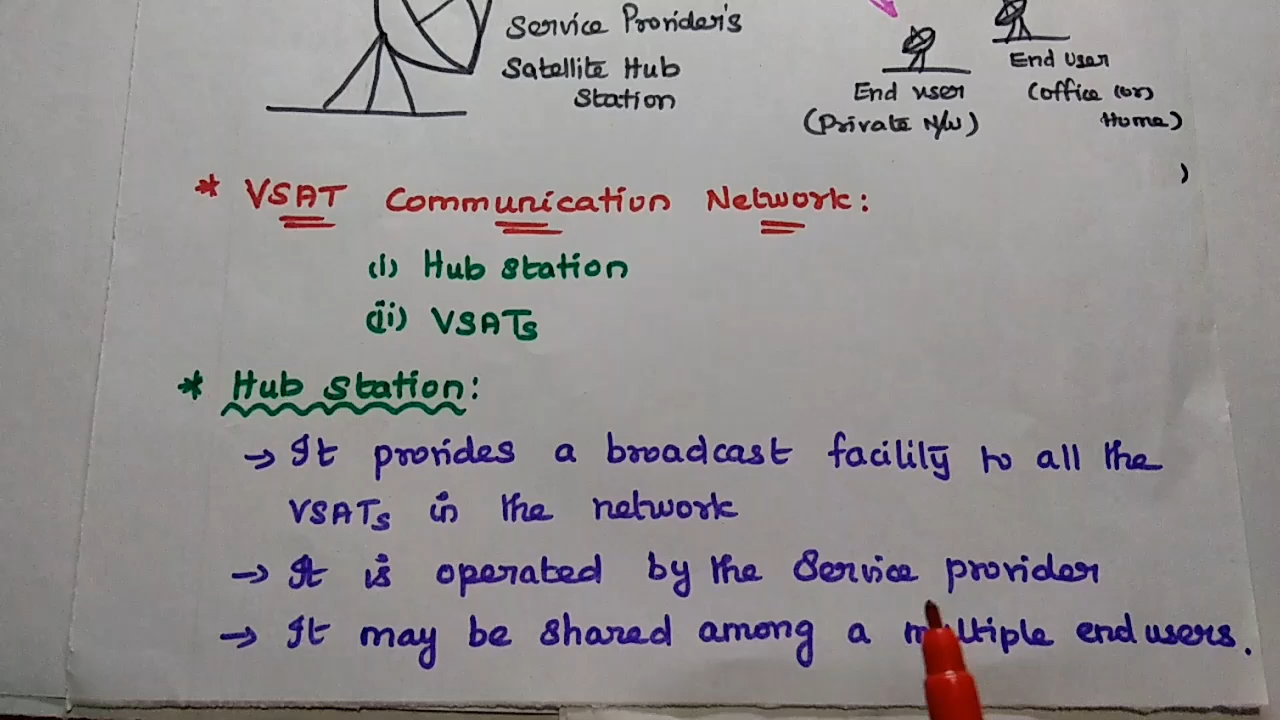 Service Provider's
Satellite Hub
Station
End user
(Private N/W)
End user
(office (or)
Home)
* VSAT Communication Network:
(i) Hub station
(ii) VSATs
* Hub station:
→ It provides a broadcast facility to all the
VSATs in the network
→ It is operated by the Service provider
→ It may be shared among a multiple end users.